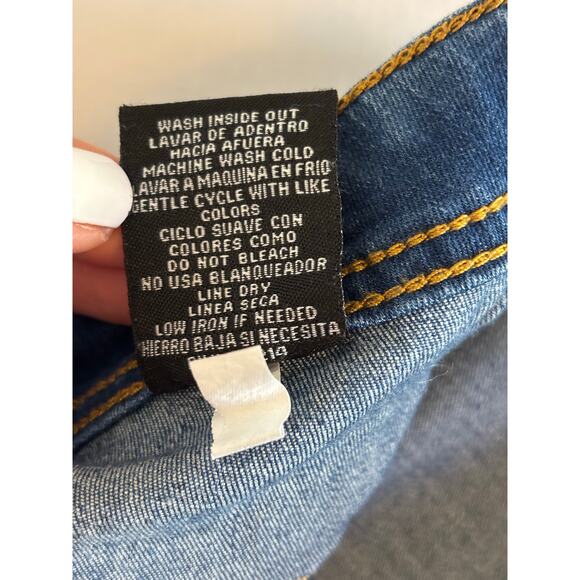 WASH INSIDE OUT
LAVAR DE ADENTRO
HACIA AFUERA
MACHINE WASH COLD
LAVAR A MAQUINA EN FRIO
GENTLE CYCLE WITH LIKE
COLORS
CICLO SUAVE CON
COLORES COMO
DO NOT BLEACH
NO USA BLANQUEADOR
LINE DRY
LINEA SECA
LOW IRON IF NEEDED
HIERRO BAJA SI NECESITA